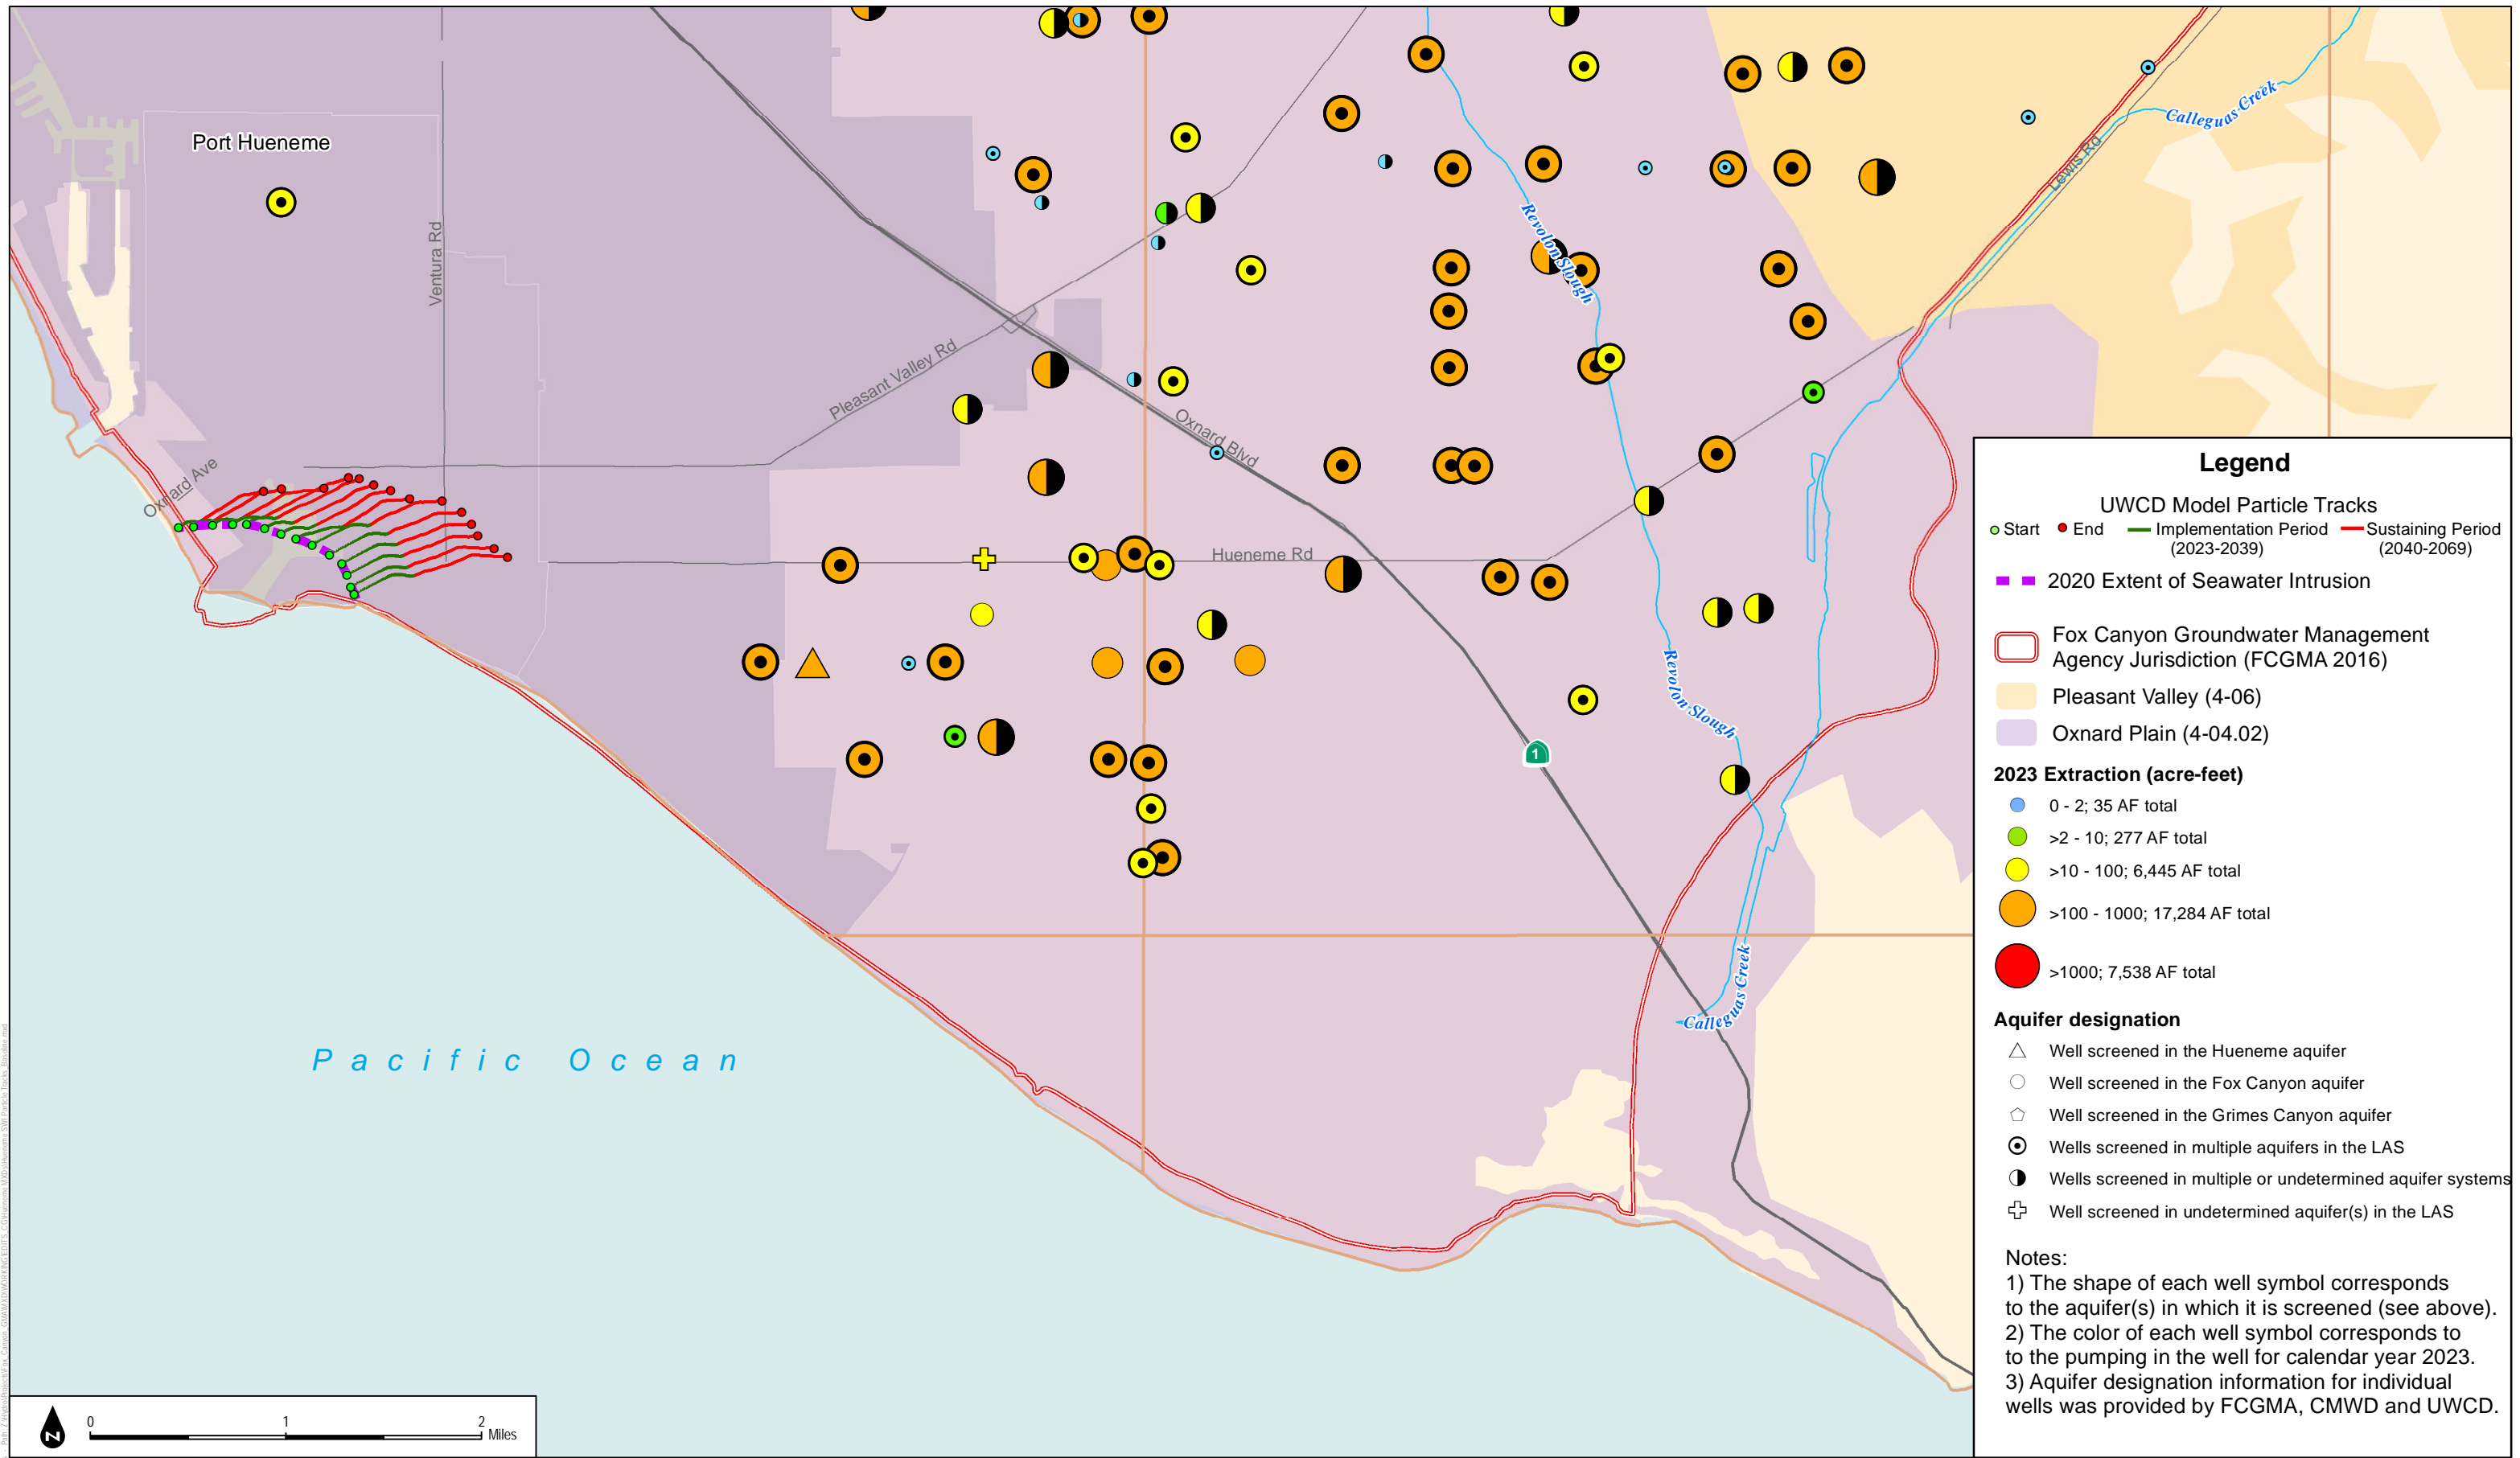 Port Hueneme
Ventura Rd
Pleasant Valley Rd
Oxnard Ave
Oxnard Blvd
Hueneme Rd
Lewis Rd
Calleguas Creek
Revolon Slough
Revolon Slough
Calleguas Creek
1
Pacific Ocean
N
0 1 2
Miles
Legend
UWCD Model Particle Tracks
Start End Implementation Period Sustaining Period
(2023-2039) (2040-2069)
2020 Extent of Seawater Intrusion
Fox Canyon Groundwater Management
Agency Jurisdiction (FCGMA 2016)
Pleasant Valley (4-06)
Oxnard Plain (4-04.02)
2023 Extraction (acre-feet)
0 - 2; 35 AF total
>2 - 10; 277 AF total
>10 - 100; 6,445 AF total
>100 - 1000; 17,284 AF total
>1000; 7,538 AF total
Aquifer designation
Well screened in the Hueneme aquifer
Well screened in the Fox Canyon aquifer
Well screened in the Grimes Canyon aquifer
Wells screened in multiple aquifers in the LAS
Wells screened in multiple or undetermined aquifer systems
Well screened in undetermined aquifer(s) in the LAS
Notes:
1) The shape of each well symbol corresponds
to the aquifer(s) in which it is screened (see above).
2) The color of each well symbol corresponds to
to the pumping in the well for calendar year 2023.
3) Aquifer designation information for individual
wells was provided by FCGMA, CMWD and UWCD.